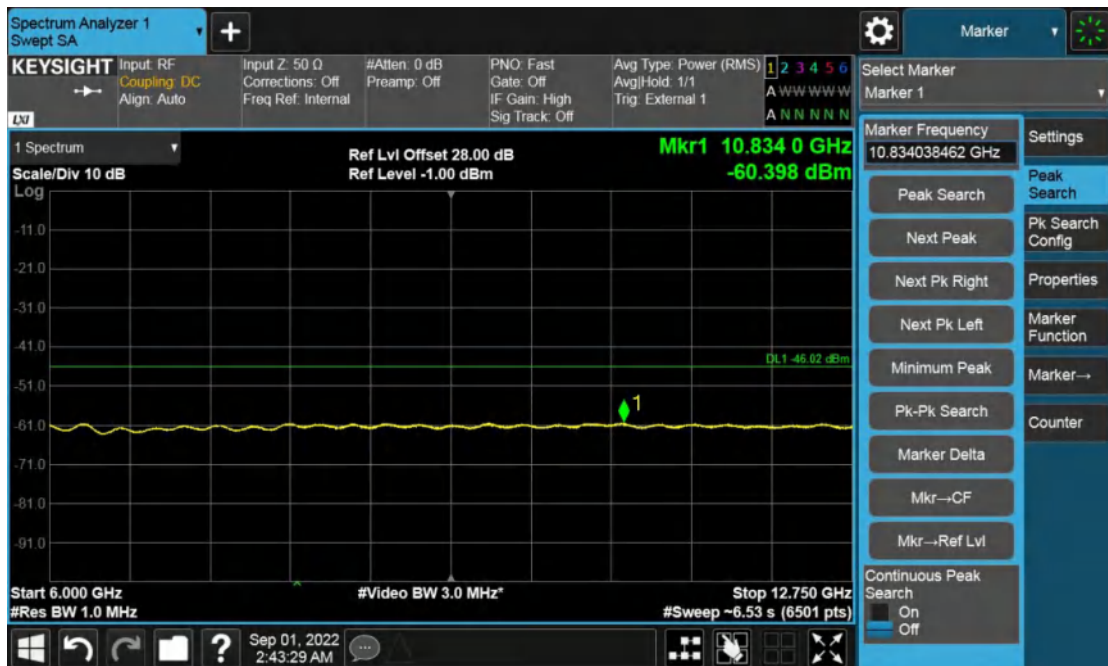 Spectrum Analyzer 1
Swept SA
+
Marker
KEYSIGHT
LXI
Input: RF
Coupling: DC
Align: Auto
Input Z: 50 Ω
Corrections: Off
Freq Ref: Internal
#Atten: 0 dB
Preamp: Off
PNO: Fast
Gate: Off
IF Gain: High
Sig Track: Off
Avg Type: Power (RMS)
Avg|Hold: 1/1
Trig: External 1
1 2 3 4 5 6
A W W W W W
A N N N N N
Select Marker
Marker 1
1 Spectrum
Scale/Div 10 dB
Ref Lvl Offset 28.00 dB
Ref Level -1.00 dBm
Mkr1 10.834 0 GHz
-60.398 dBm
Log
-11.0
-21.0
-31.0
-41.0
-51.0
-61.0
-71.0
-81.0
-91.0
DL1 -46.02 dBm
1
Start 6.000 GHz
#Res BW 1.0 MHz
#Video BW 3.0 MHz*
Stop 12.750 GHz
#Sweep ~6.53 s (6501 pts)
Marker Frequency
10.834038462 GHz
Peak Search
Next Peak
Next Pk Right
Next Pk Left
Minimum Peak
Pk-Pk Search
Marker Delta
Mkr→CF
Mkr→Ref Lvl
Continuous Peak
Search
On
Off
Settings
Peak
Search
Pk Search
Config
Properties
Marker
Function
Marker→
Counter
?
Sep 01, 2022
2:43:29 AM